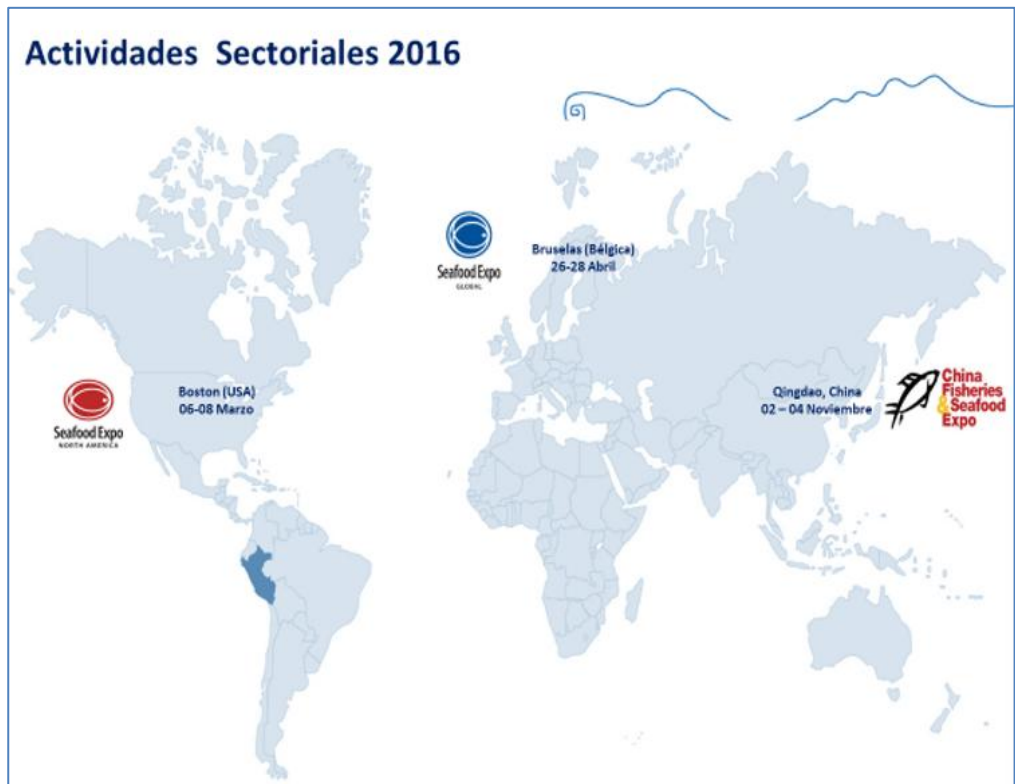 Actividades Sectoriales 2016
Seafood Expo
GLOBAL
Bruselas (Bélgica)
26-28 Abril
Seafood Expo
NORTH AMERICA
Boston (USA)
06-08 Marzo
Qingdao, China
02 – 04 Noviembre
China
Fisheries
& Seafood
Expo